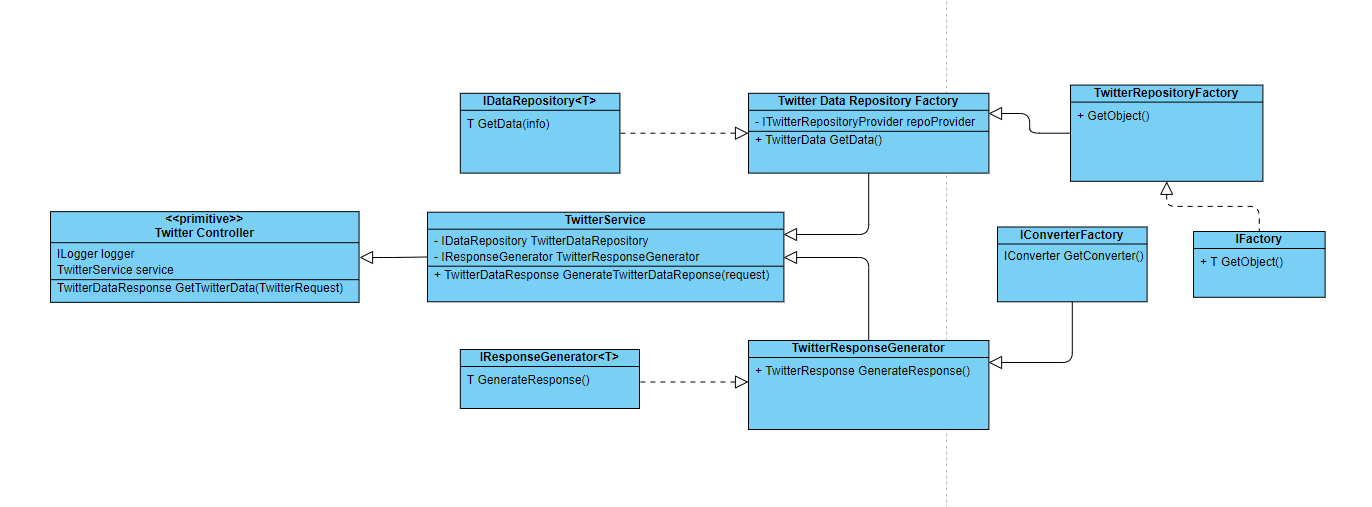 IDataRepository<T>
T GetData(info)
Twitter Data Repository Factory
- ITwitterRepositoryProvider repoProvider
+ TwitterData GetData()
TwitterRepositoryFactory
+ GetObject()
<<primitive>>
Twitter Controller
ILogger logger
TwitterService service
TwitterDataResponse GetTwitterData(TwitterRequest)
TwitterService
- IDataRepository TwitterDataRepository
- IResponseGenerator TwitterResponseGenerator
+ TwitterDataResponse GenerateTwitterDataReponse(request)
IConverterFactory
IConverter GetConverter()
IFactory
+ T GetObject()
IResponseGenerator<T>
T GenerateResponse()
TwitterResponseGenerator
+ TwitterResponse GenerateResponse()